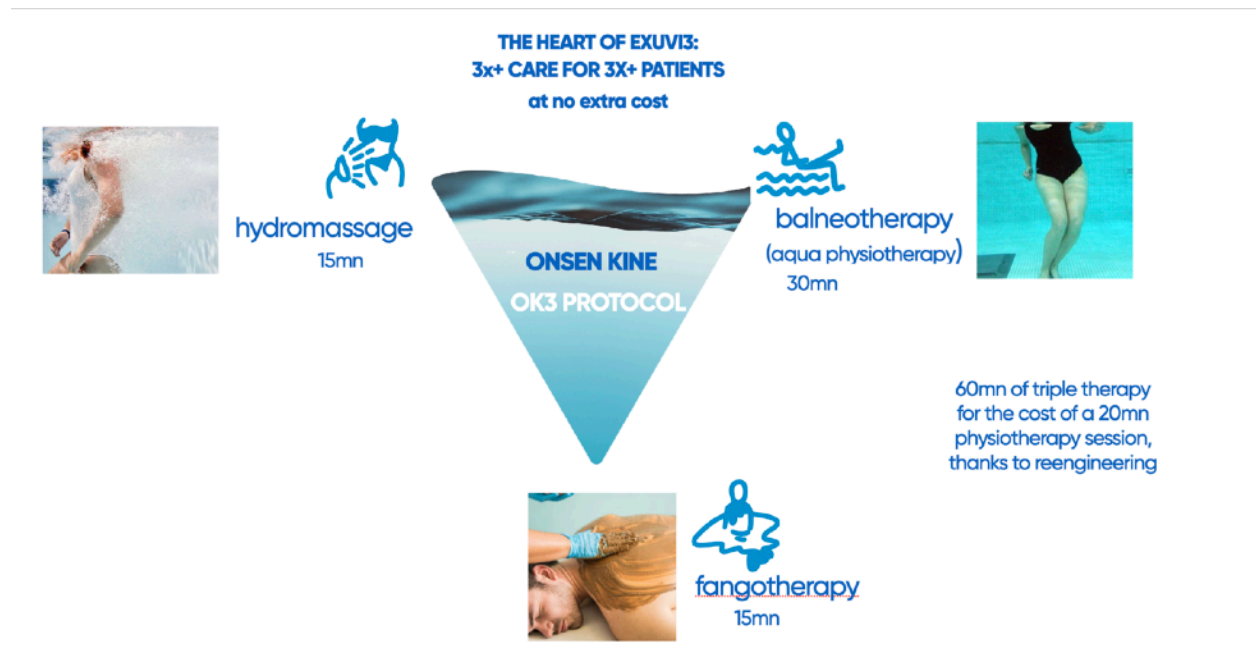 THE HEART OF EXUVI3:
3x+ CARE FOR 3X+ PATIENTS
at no extra cost
hydromassage
15mn
balneotherapy
(aqua physiotherapy)
30mn
ONSEN KINE
OK3 PROTOCOL
60mn of triple therapy
for the cost of a 20mn
physiotherapy session,
thanks to reengineering
fangotherapy
15mn